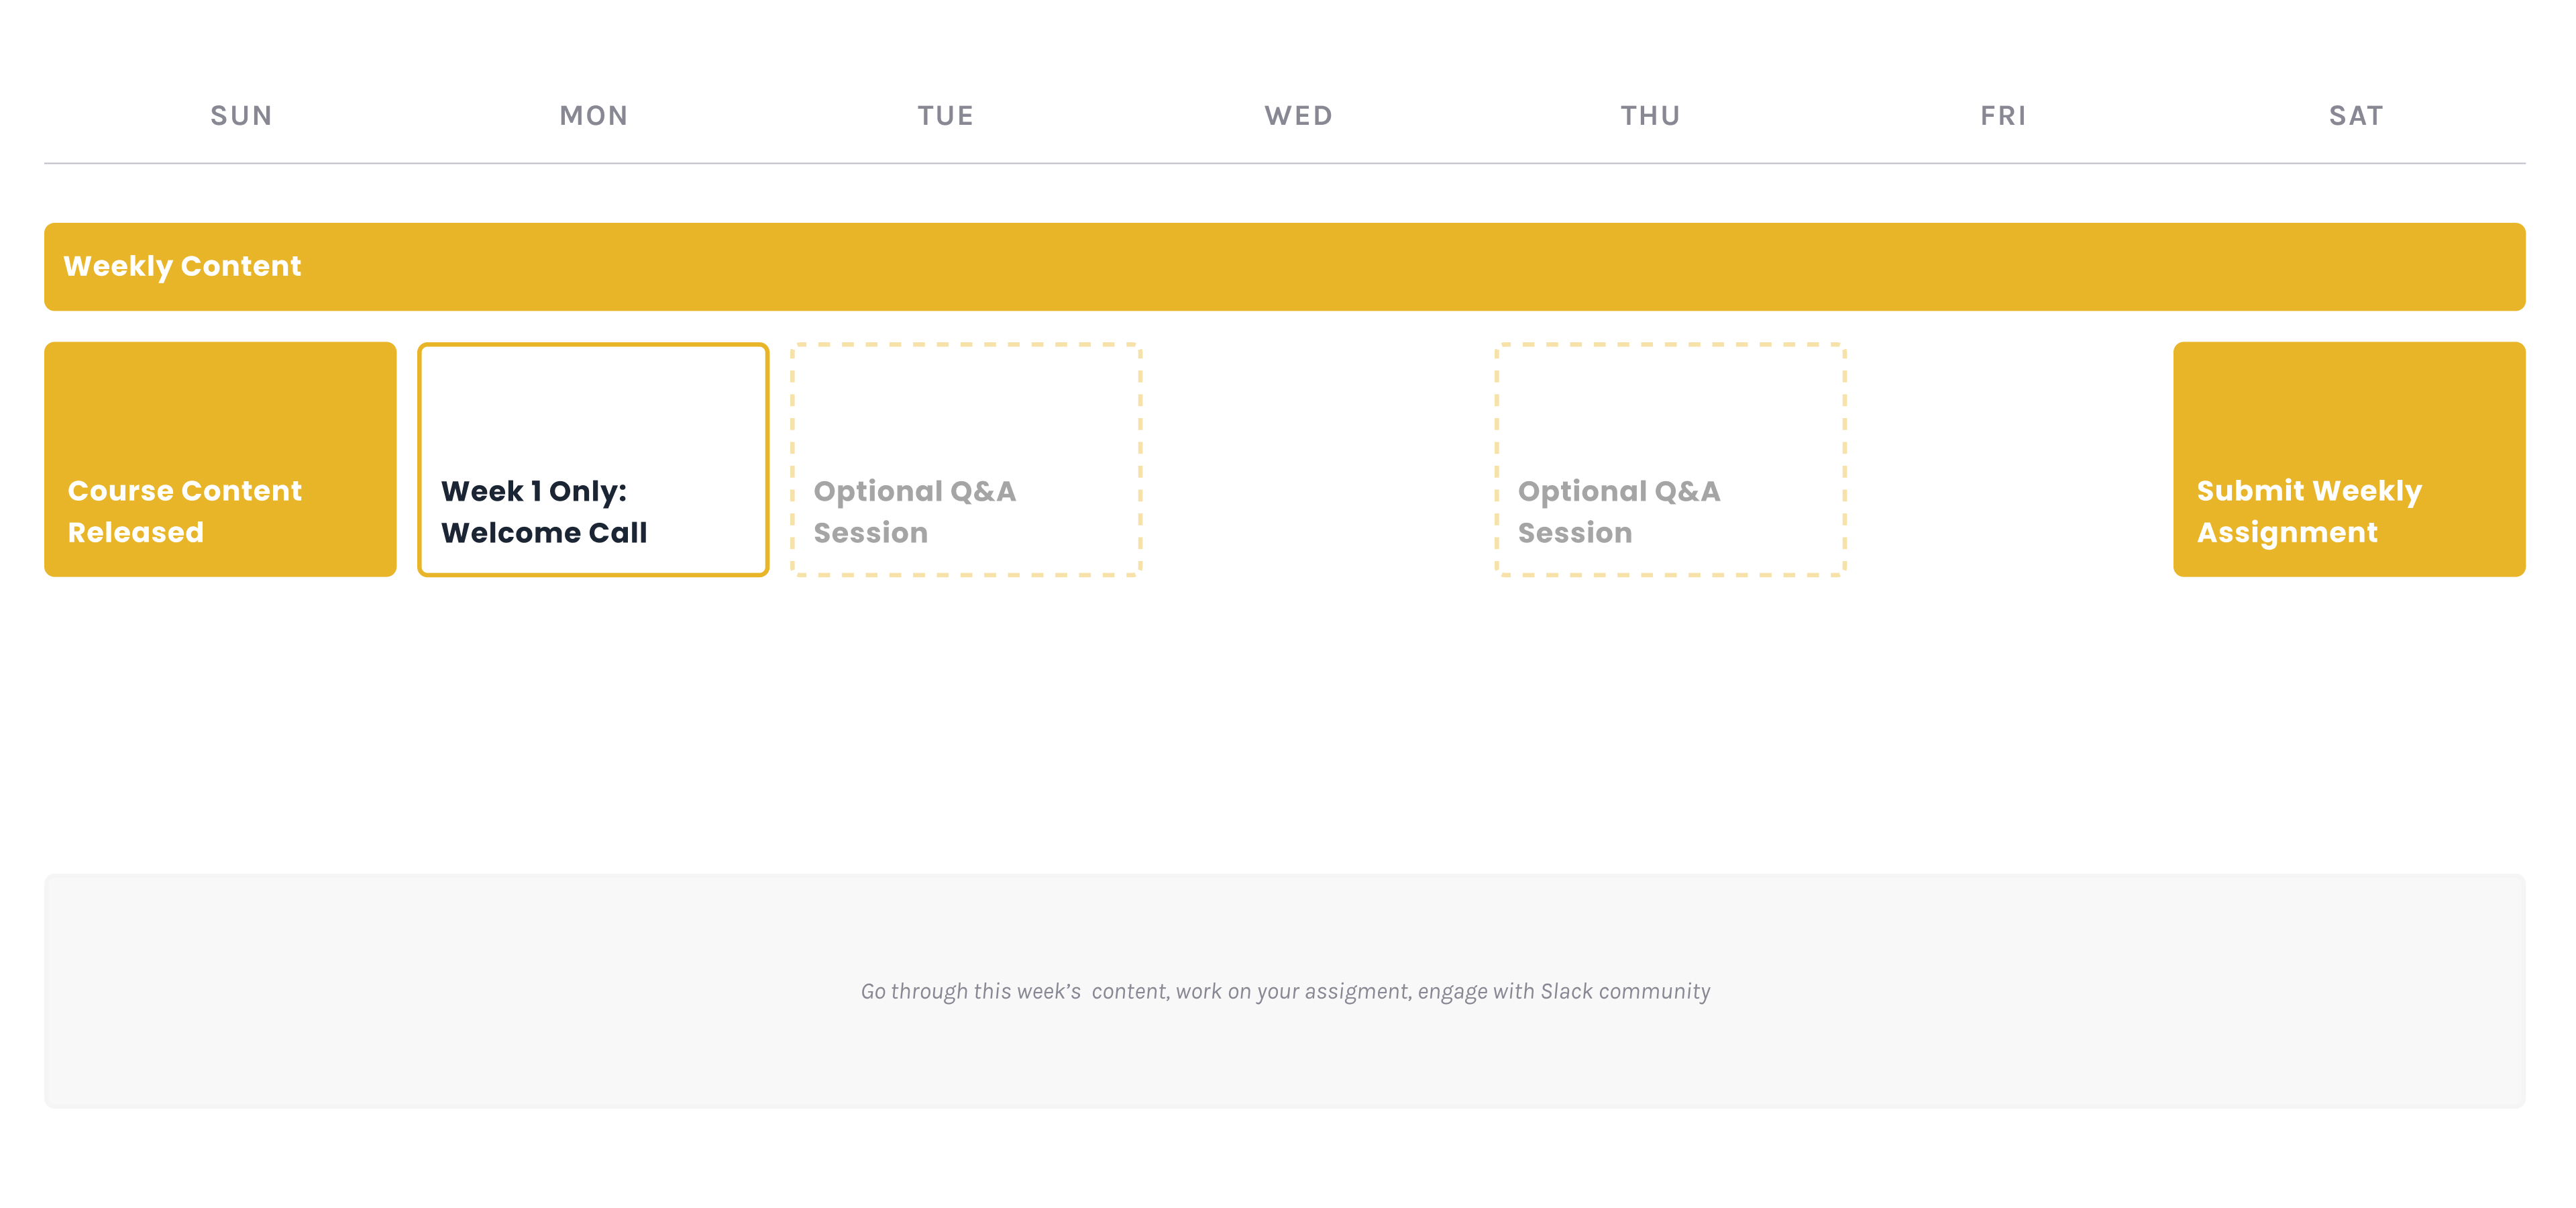 SUN MON TUE WED THU FRI SAT
Weekly Content
Course Content
Released
Week 1 Only:
Welcome Call
Optional Q&A
Session
Optional Q&A
Session
Submit Weekly
Assignment
Go through this week’s  content, work on your assigment, engage with Slack community